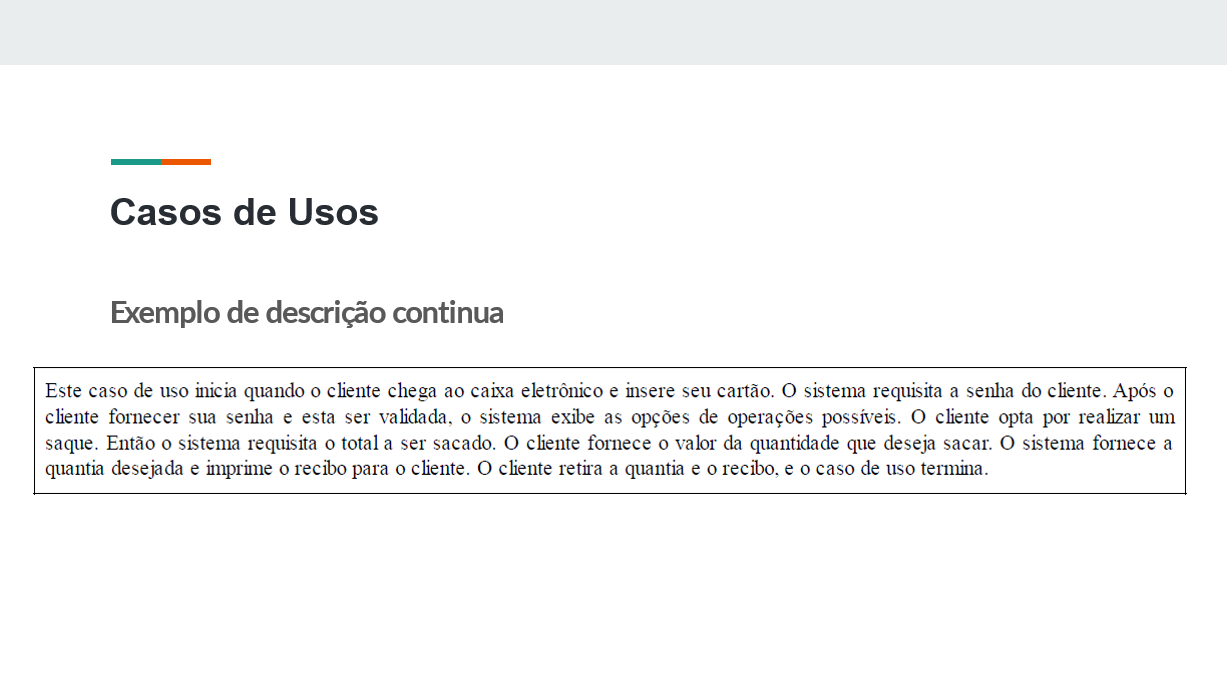 Casos de Usos
Exemplo de descrição continua
Este caso de uso inicia quando o cliente chega ao caixa eletrônico e insere seu cartão. O sistema requisita a senha do cliente. Após o
cliente fornecer sua senha e esta ser validada, o sistema exibe as opções de operações possíveis. O cliente opta por realizar um
saque. Então o sistema requisita o total a ser sacado. O cliente fornece o valor da quantidade que deseja sacar. O sistema fornece a
quantia desejada e imprime o recibo para o cliente. O cliente retira a quantia e o recibo, e o caso de uso termina.